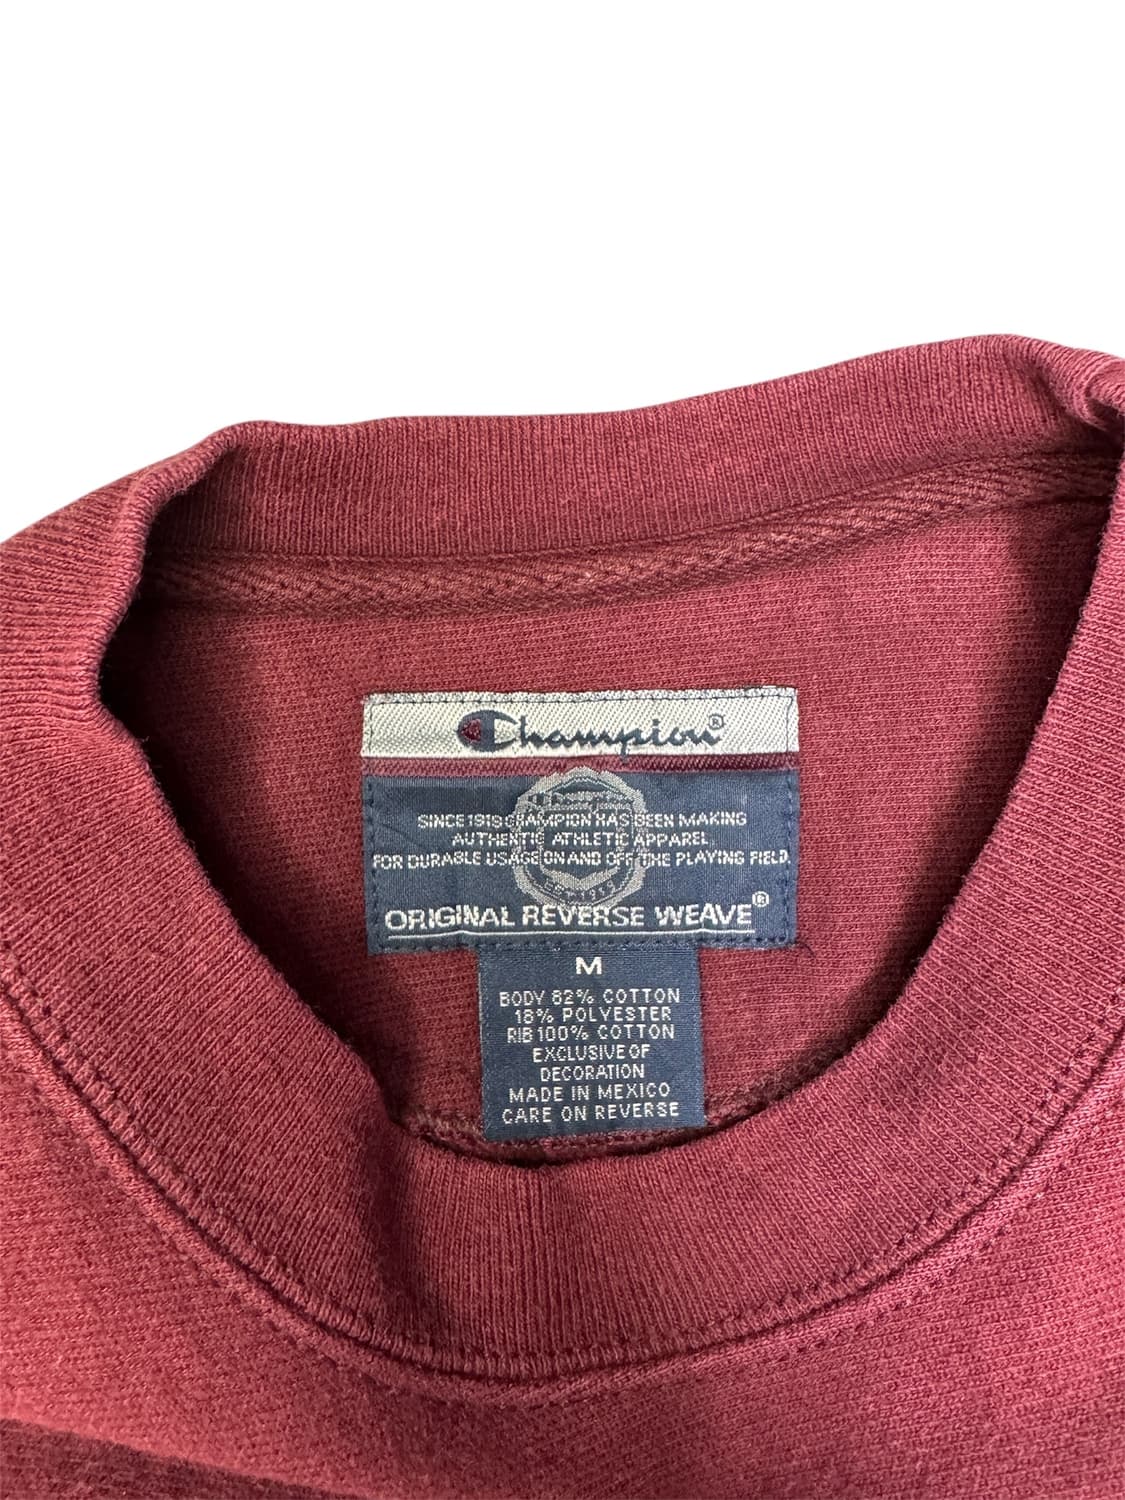 Champion®
SINCE 1919 CHAMPION HAS BEEN MAKING
AUTHENTIC ATHLETIC APPAREL
FOR DURABLE USAGE ON AND OFF THE PLAYING FIELD.
EST 1919
ORIGINAL REVERSE WEAVE®
M
BODY 82% COTTON
18% POLYESTER
RIB 100% COTTON
EXCLUSIVE OF
DECORATION
MADE IN MEXICO
CARE ON REVERSE